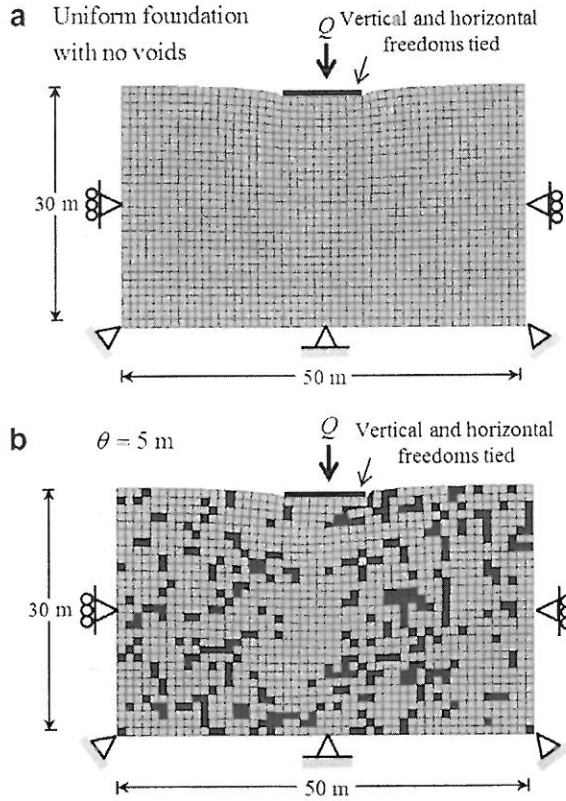 a
Uniform foundation
with no voids
Q
Vertical and horizontal
freedoms tied
30 m
50 m
b
θ = 5 m
Q
Vertical and horizontal
freedoms tied
30 m
50 m